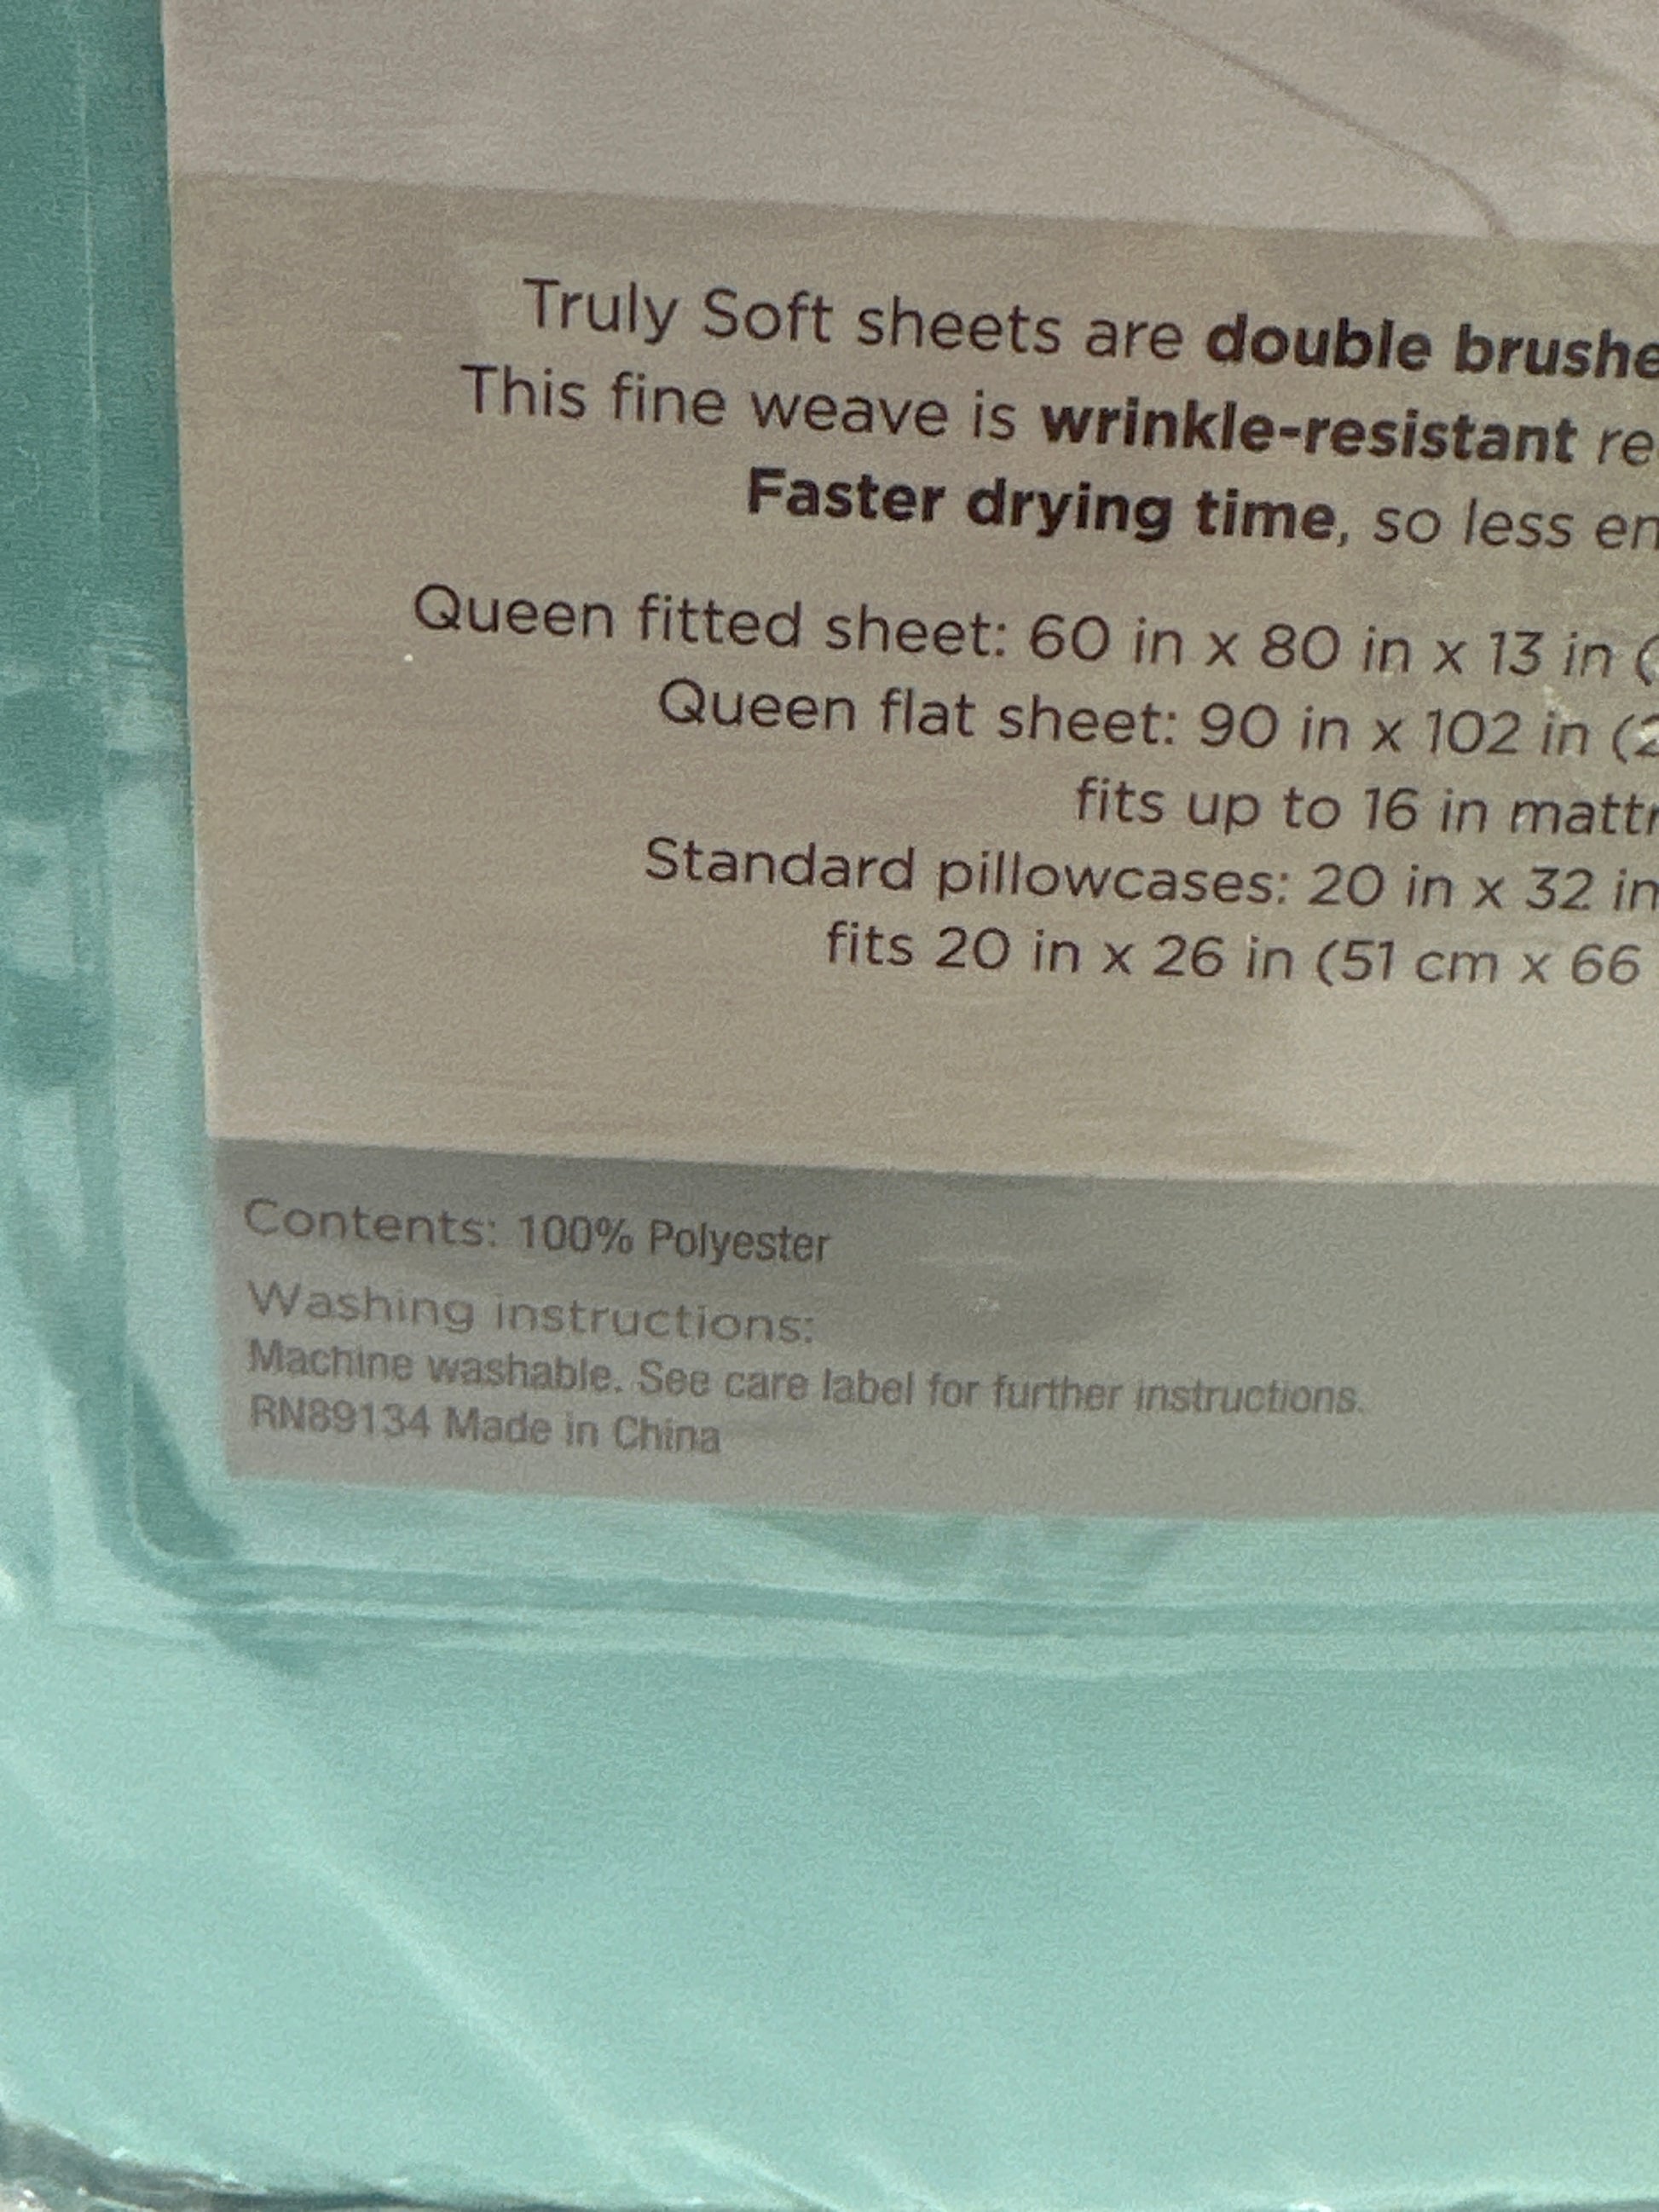 Truly Soft sheets are double brushe
This fine weave is wrinkle-resistant re
Faster drying time, so less en
Queen fitted sheet: 60 in x 80 in x 13 in (
Queen flat sheet: 90 in x 102 in (2
fits up to 16 in mattr
Standard pillowcases: 20 in x 32 in
fits 20 in x 26 in (51 cm x 66
Contents: 100% Polyester
Washing instructions:
Machine washable. See care label for further instructions.
RN89134 Made in China